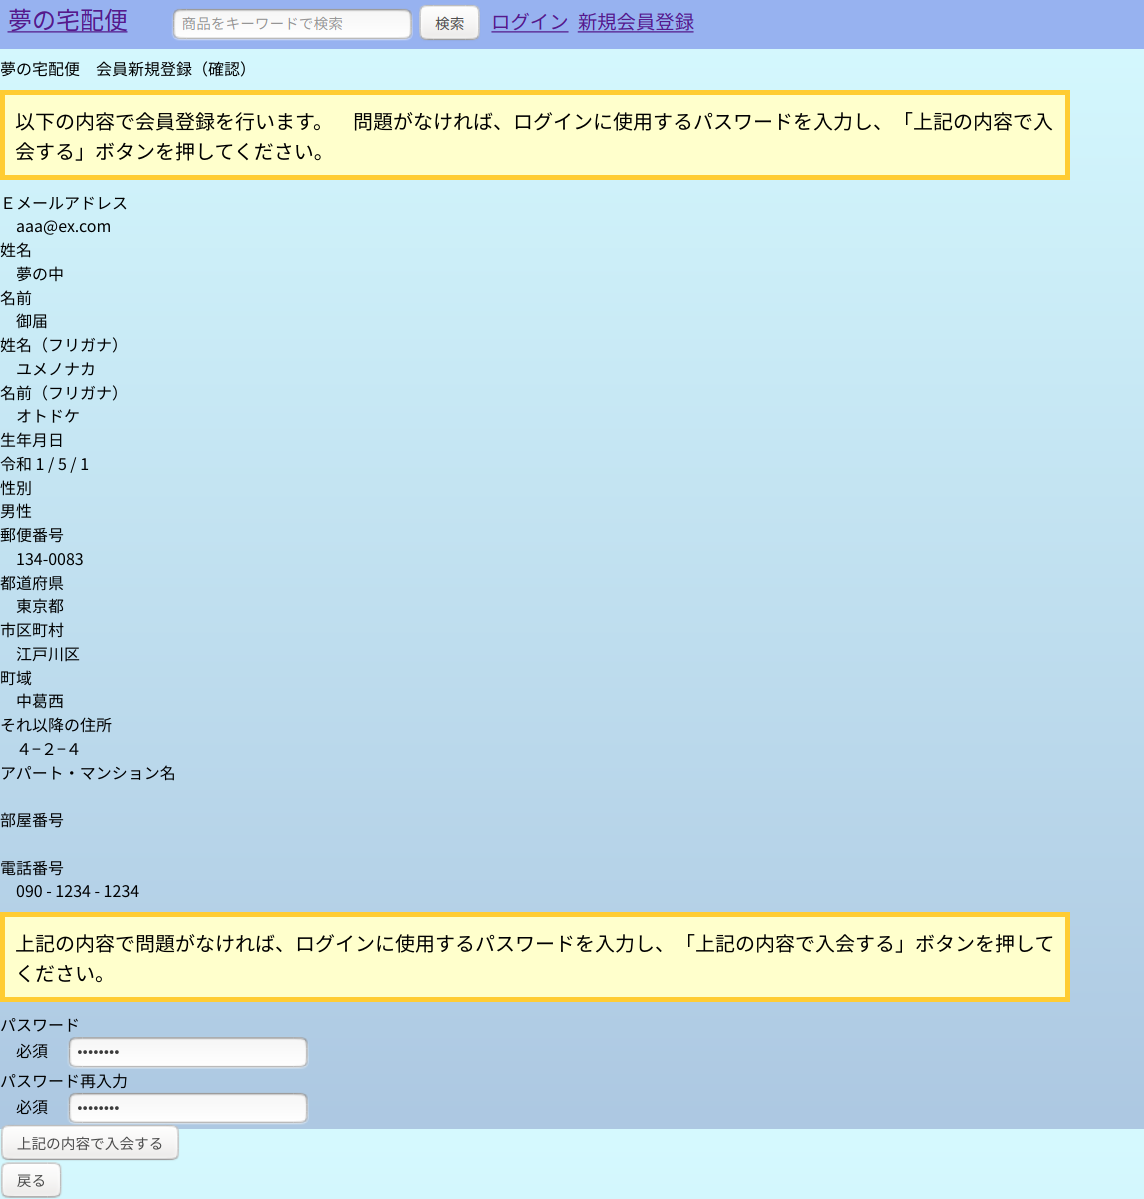 夢の宅配便 商品をキーワードで検索 検索 ログイン 新規会員登録
夢の宅配便　会員新規登録（確認）
以下の内容で会員登録を行います。　問題がなければ、ログインに使用するパスワードを入力し、「上記の内容で入
会する」ボタンを押してください。
Ｅメールアドレス
aaa@ex.com
姓名
夢の中
名前
御届
姓名（フリガナ）
ユメノナカ
名前（フリガナ）
オトドケ
生年月日
令和 1 / 5 / 1
性別
男性
郵便番号
134-0083
都道府県
東京都
市区町村
江戸川区
町域
中葛西
それ以降の住所
４−２−４
アパート・マンション名
部屋番号
電話番号
090 - 1234 - 1234
上記の内容で問題がなければ、ログインに使用するパスワードを入力し、「上記の内容で入会する」ボタンを押して
ください。
パスワード
必須 ••••••••
パスワード再入力
必須 ••••••••
上記の内容で入会する
戻る